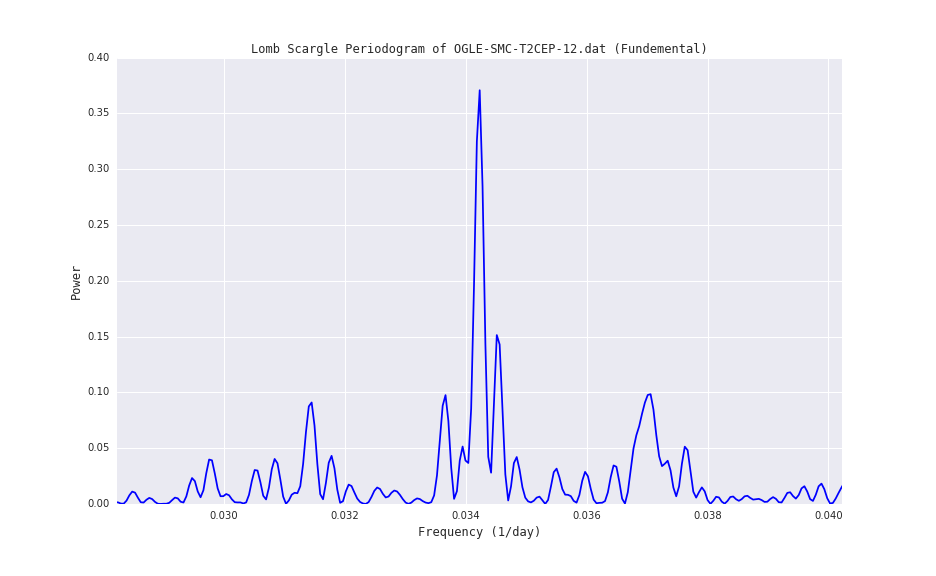 Lomb Scargle Periodogram of OGLE-SMC-T2CEP-12.dat (Fundemental)
0.40
0.35
0.30
0.25
0.20
0.15
0.10
0.05
0.00
Power
0.030 0.032 0.034 0.036 0.038 0.040
Frequency (1/day)